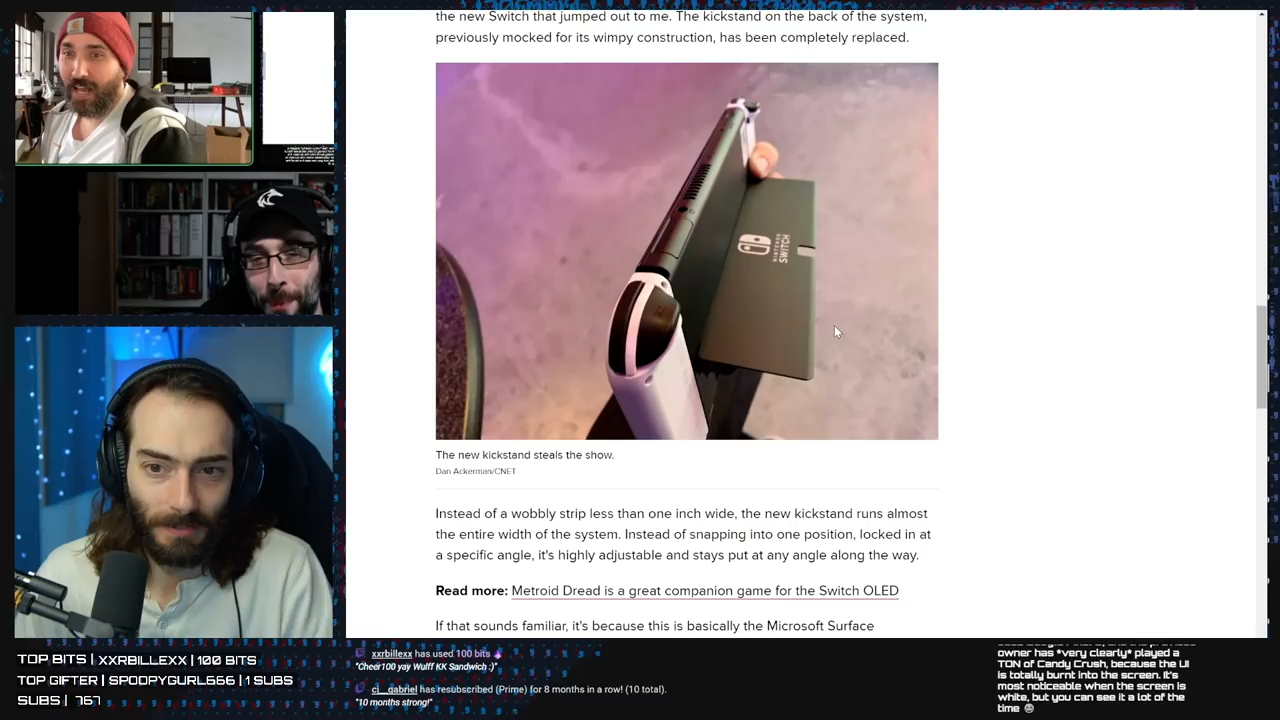 the new Switch that jumped out to me. The kickstand on the back of the system,
previously mocked for its wimpy construction, has been completely replaced.
NINTENDO
SWITCH
The new kickstand steals the show.
Dan Ackerman/CNET
Instead of a wobbly strip less than one inch wide, the new kickstand runs almost
the entire width of the system. Instead of snapping into one position, locked in at
a specific angle, it's highly adjustable and stays put at any angle along the way.
Read more: Metroid Dread is a great companion game for the Switch OLED
If that sounds familiar, it's because this is basically the Microsoft Surface
TOP BITS | XXRBILLEXX | 100 BITS
TOP GIFTER | SPOOPYGURL666 | 1 SUBS
SUBS | 767
xxrbillexx has used 100 bits
"Cheer100 yay Wulff KK Sandwich :)"
ci__gabriel has resubscribed (Prime) for 8 months in a row! (10 total).
"10 months strong!"
owner has *very clearly* played a
TON of Candy Crush, because the UI
is totally burnt into the screen. It's
most noticeable when the screen is
white, but you can see it a lot of the
time